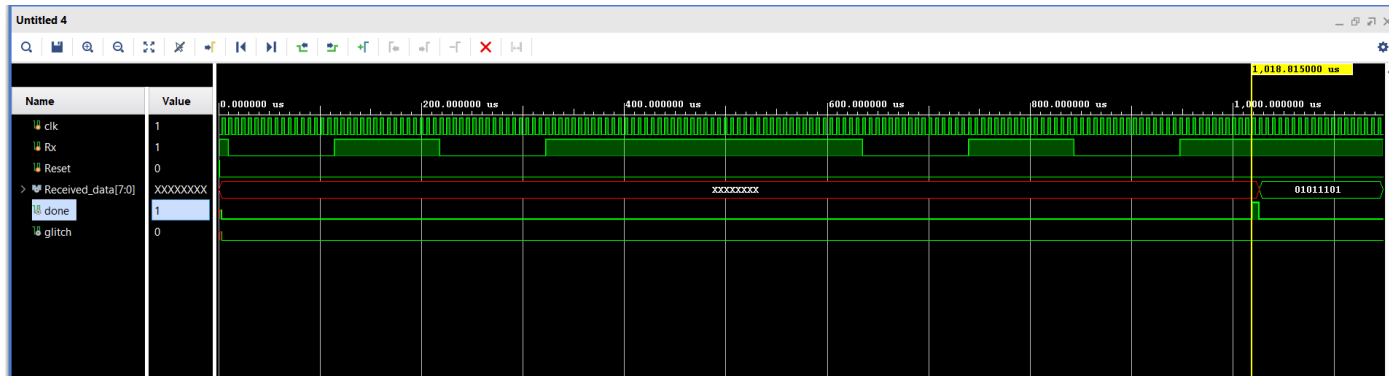 Untitled 4
1,018.815000 us
Name Value
0.000000 us 200.000000 us 400.000000 us 600.000000 us 800.000000 us 1,000.000000 us
clk 1
Rx 1
Reset 0
Received_data[7:0] XXXXXXXX XXXXXXXX 01011101
done 1
glitch 0